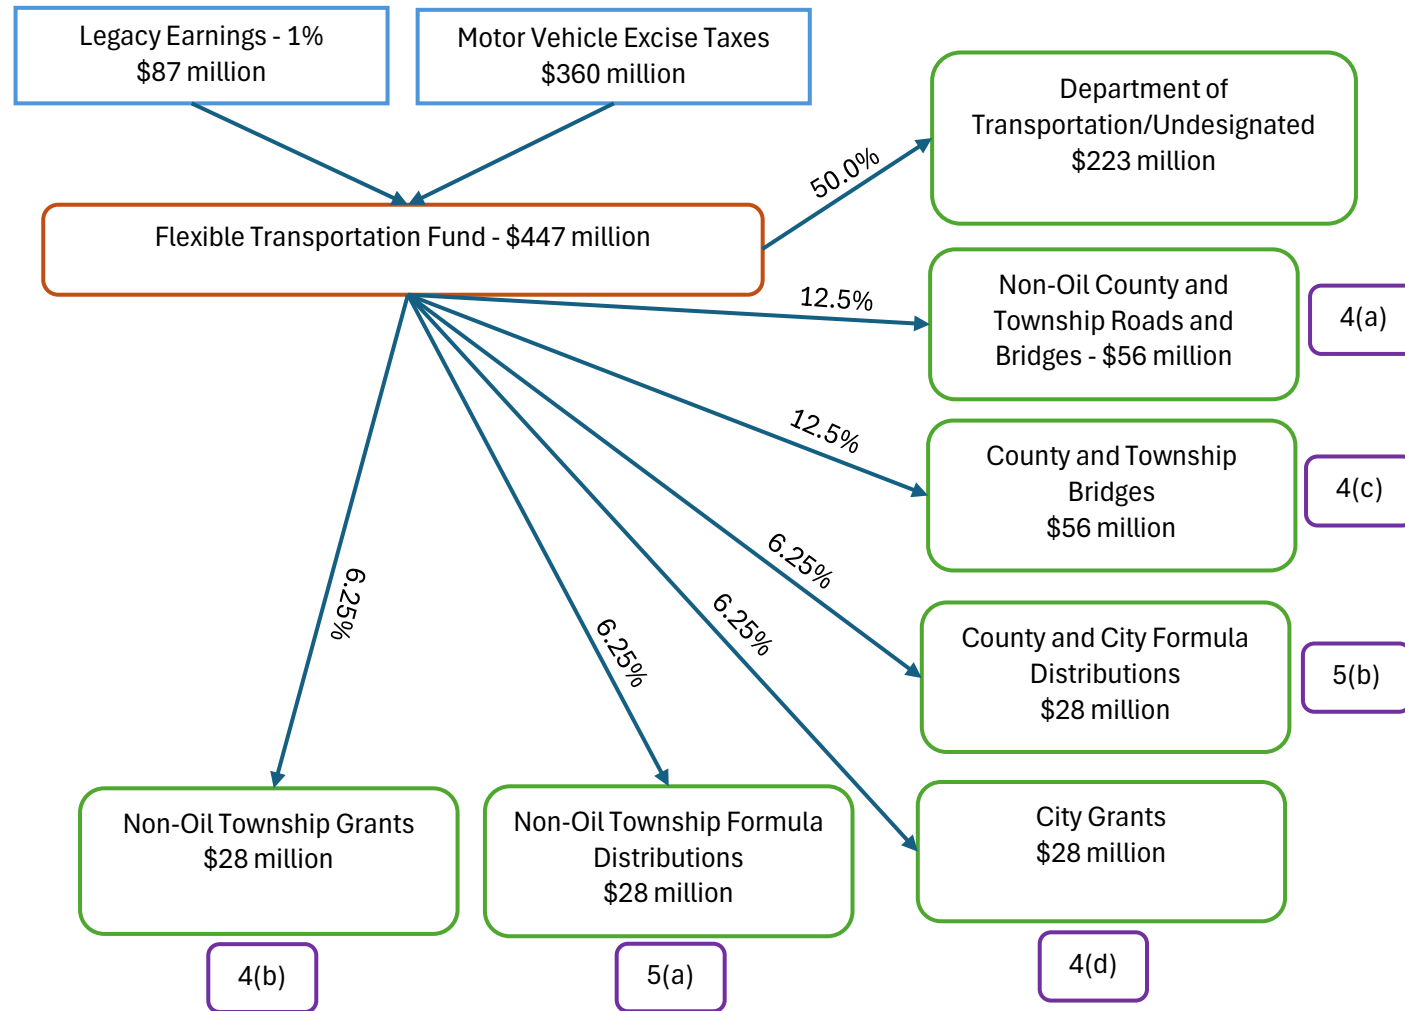 Legacy Earnings - 1%
$87 million
Motor Vehicle Excise Taxes
$360 million
Department of
Transportation/Undesignated
$223 million
50.0%
Flexible Transportation Fund - $447 million
Non-Oil County and
Township Roads and
Bridges - $56 million
12.5%
4(a)
County and Township
Bridges
$56 million
12.5%
4(c)
6.25%
County and City Formula
Distributions
$28 million
5(b)
6.25%
6.25%
6.25%
Non-Oil Township Grants
$28 million
Non-Oil Township Formula
Distributions
$28 million
City Grants
$28 million
4(b)
5(a)
4(d)